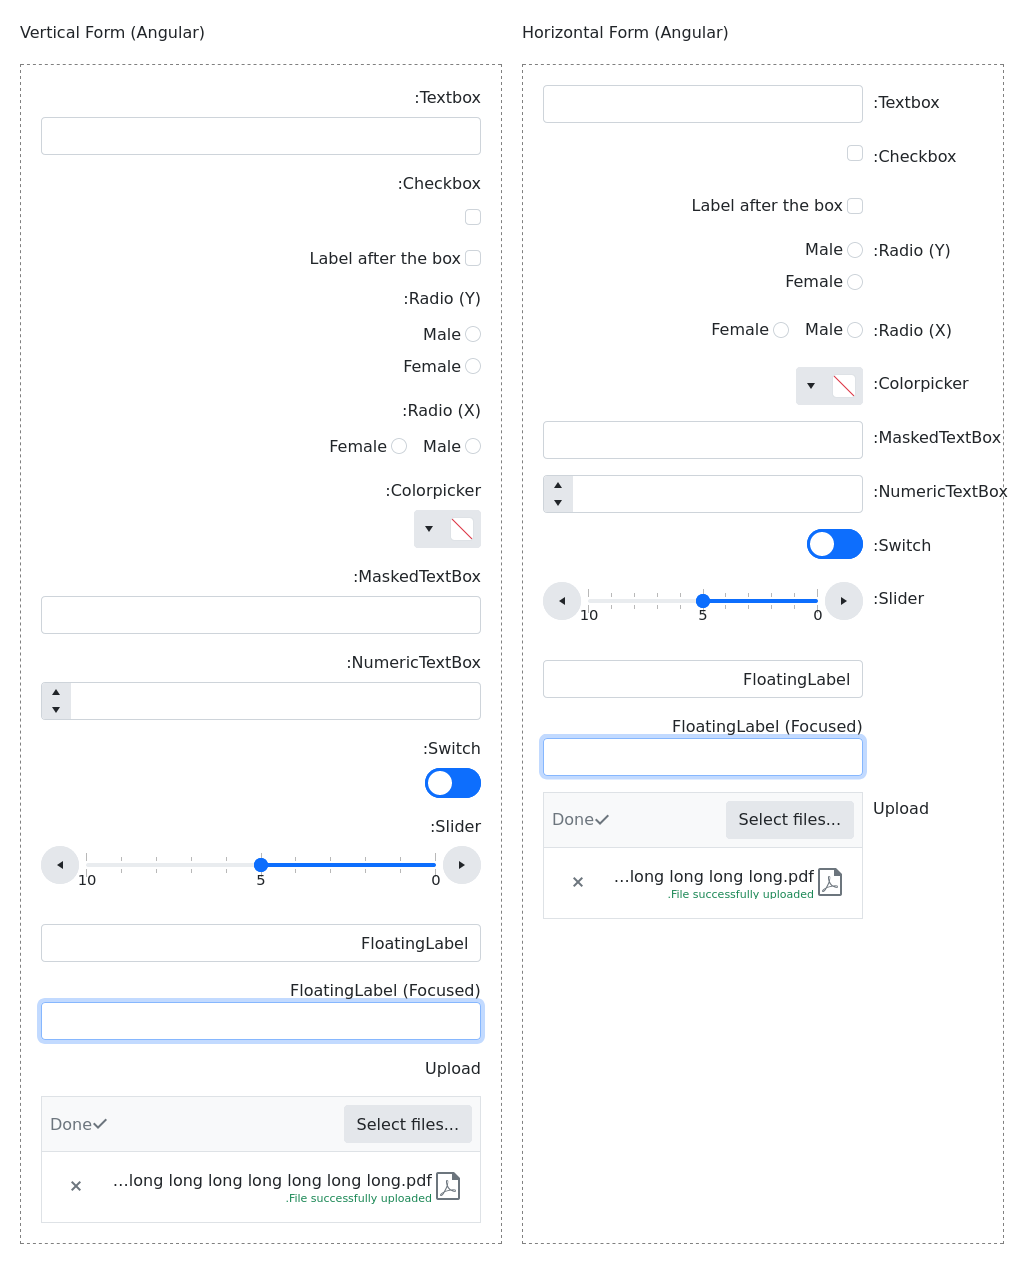 Vertical Form (Angular)
:Textbox
:Checkbox
Label after the box
:Radio (Y)
Male
Female
:Radio (X)
Female Male
:Colorpicker
:MaskedTextBox
:NumericTextBox
:Switch
:Slider
10 5 0
FloatingLabel
FloatingLabel (Focused)
Upload
Done Select files...
...long long long long long long long.pdf
.File successfully uploaded
Horizontal Form (Angular)
:Textbox
:Checkbox
Label after the box
Male :Radio (Y)
Female
Female Male :Radio (X)
:Colorpicker
:MaskedTextBox
:NumericTextBox
:Switch
:Slider
10 5 0
FloatingLabel
FloatingLabel (Focused)
Upload
Done Select files...
...long long long long.pdf
.File successfully uploaded